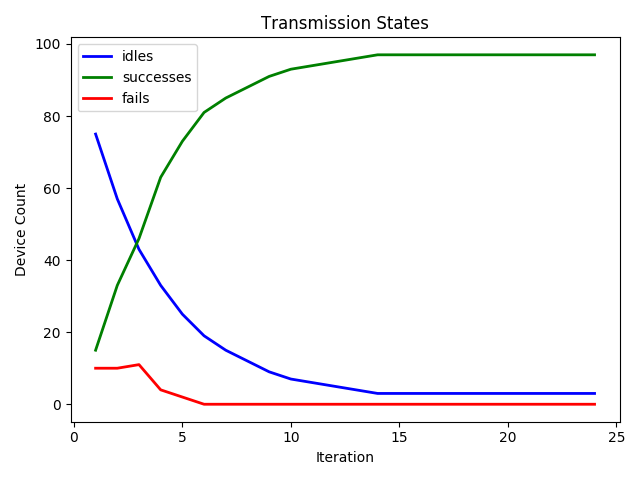 Transmission States
idles
successes
fails
Device Count
100
80
60
40
20
0
0 5 10 15 20 25
Iteration